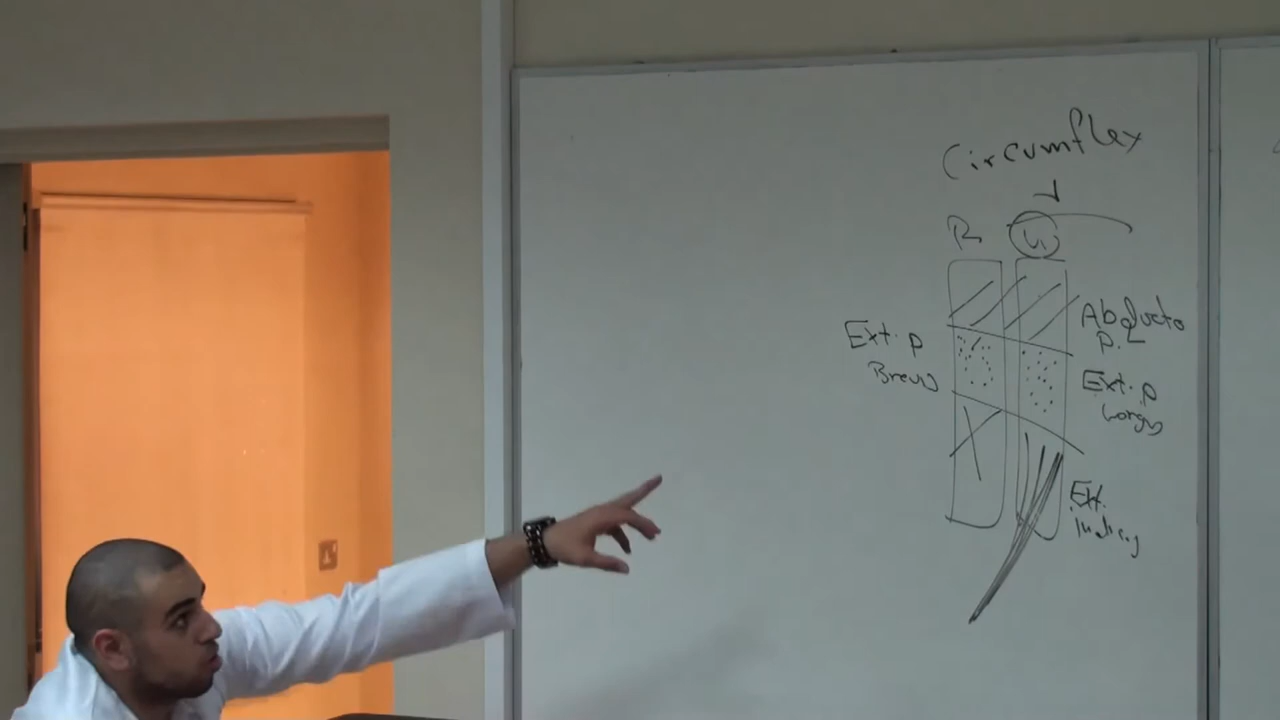 Circumflex
R
U
Abducto
P. L
Ext. P
Brevis
Ext. P
Longus
Ext.
Indicis